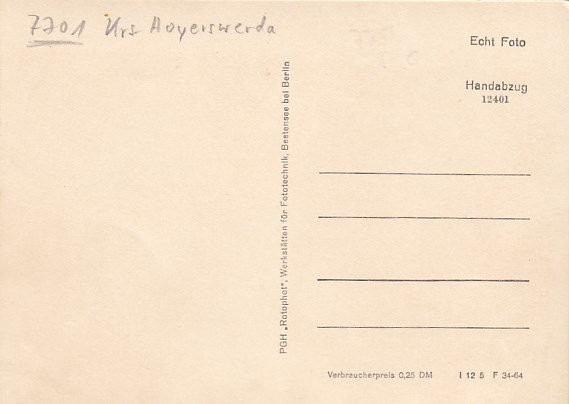 7701 Krs. Hoyerswerda
Echt Foto
Handabzug
12401
PGH „Rotophot“, Werkstätten für Fototechnik, Bestensee bei Berlin
Verbraucherpreis 0,25 DM I 12 5 F 34-64